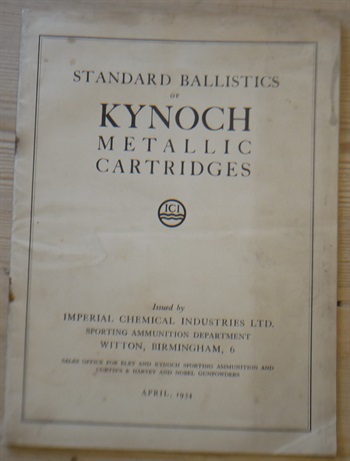 STANDARD BALLISTICS
OF
KYNOCH
METALLIC
CARTRIDGES
ICI
Issued by
IMPERIAL CHEMICAL INDUSTRIES LTD.
SPORTING AMMUNITION DEPARTMENT
WITTON, BIRMINGHAM, 6
SALES OFFICE FOR ELEY AND KYNOCH SPORTING AMMUNITION AND
CURTIS'S & HARVEY AND NOBEL GUNPOWDERS
APRIL, 1934